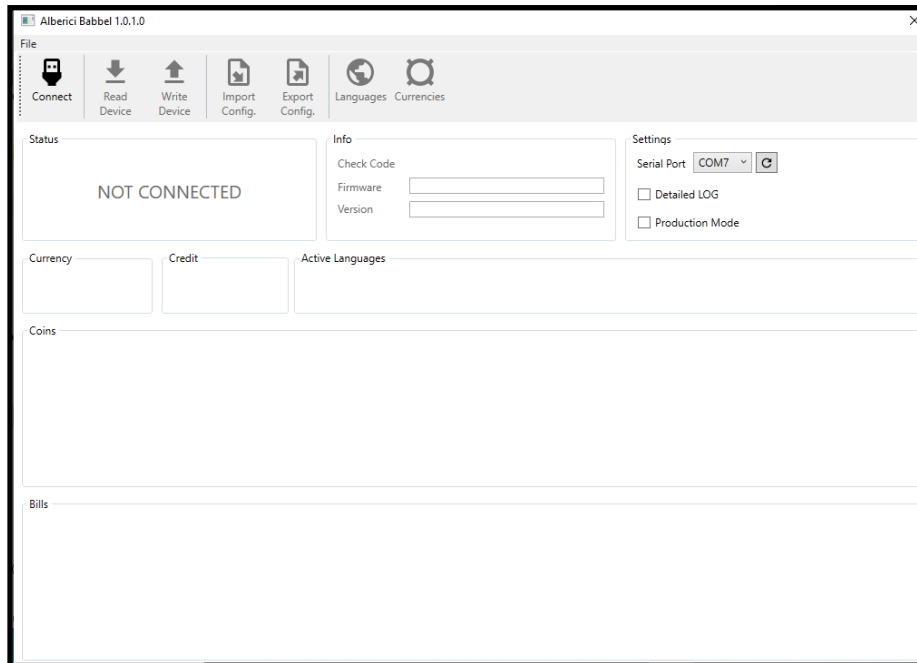 Alberici Babbel 1.0.1.0
File
Connect
Read Device
Write Device
Import Config.
Export Config.
Languages
Currencies
Status
NOT CONNECTED
Info
Check Code
Firmware
Version
Settings
Serial Port COM7
Detailed LOG
Production Mode
Currency
Credit
Active Languages
Coins
Bills